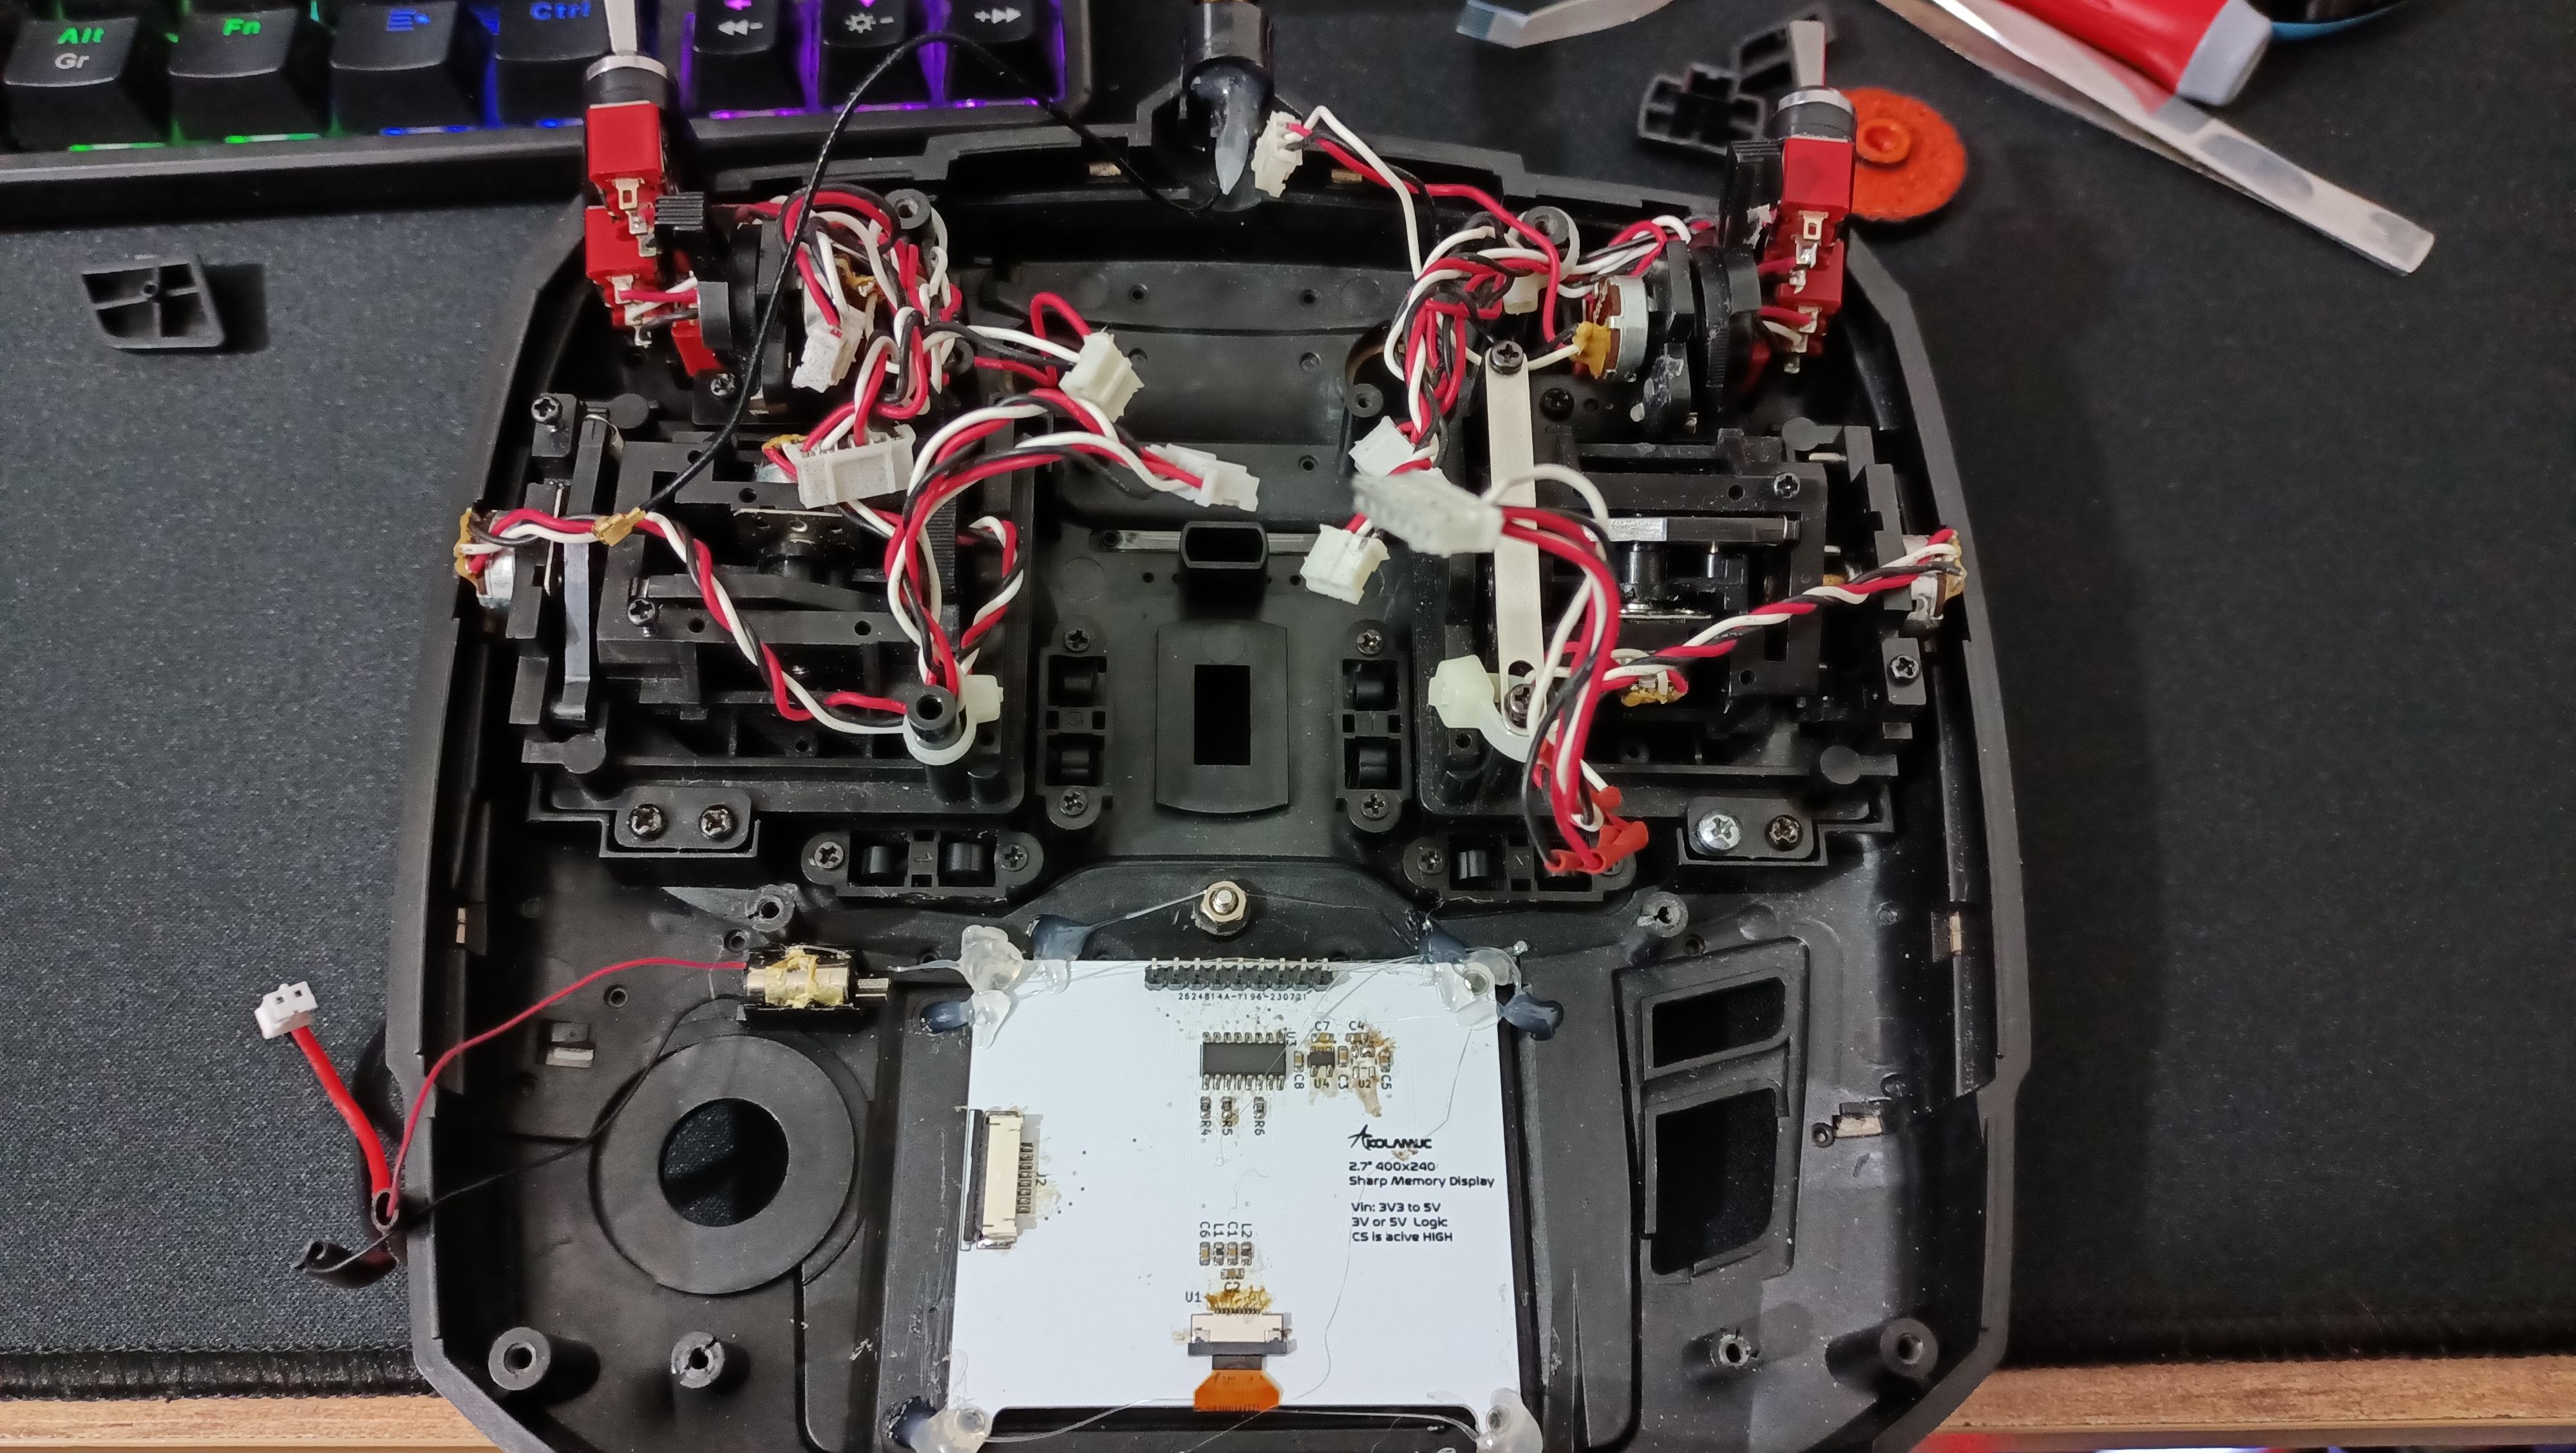 Alt
Gr
Fn
Ctrl
2624614A-Y196-230721
C7 C4
U3
C8 U4 C3 U2 C5
R4 R5 R6
J2
KOLAMUC
2.7" 400x240
Sharp Memory Display
Vin: 3V3 to 5V
3V or 5V Logic
CS is acive HIGH
C6 L1 C1 L2
C2
U1